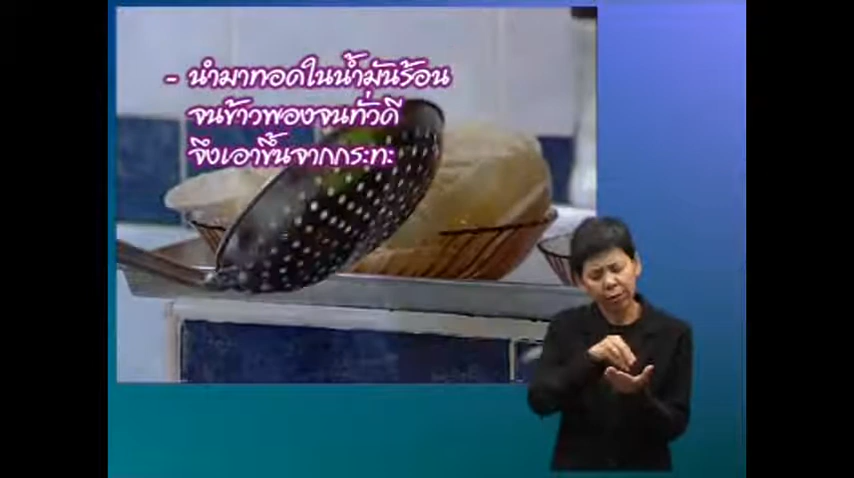 - นำมาทอดในน้ำมันร้อน
จนข้าวพองจนทั่วดี
จึงเอาขึ้นจากกระทะ